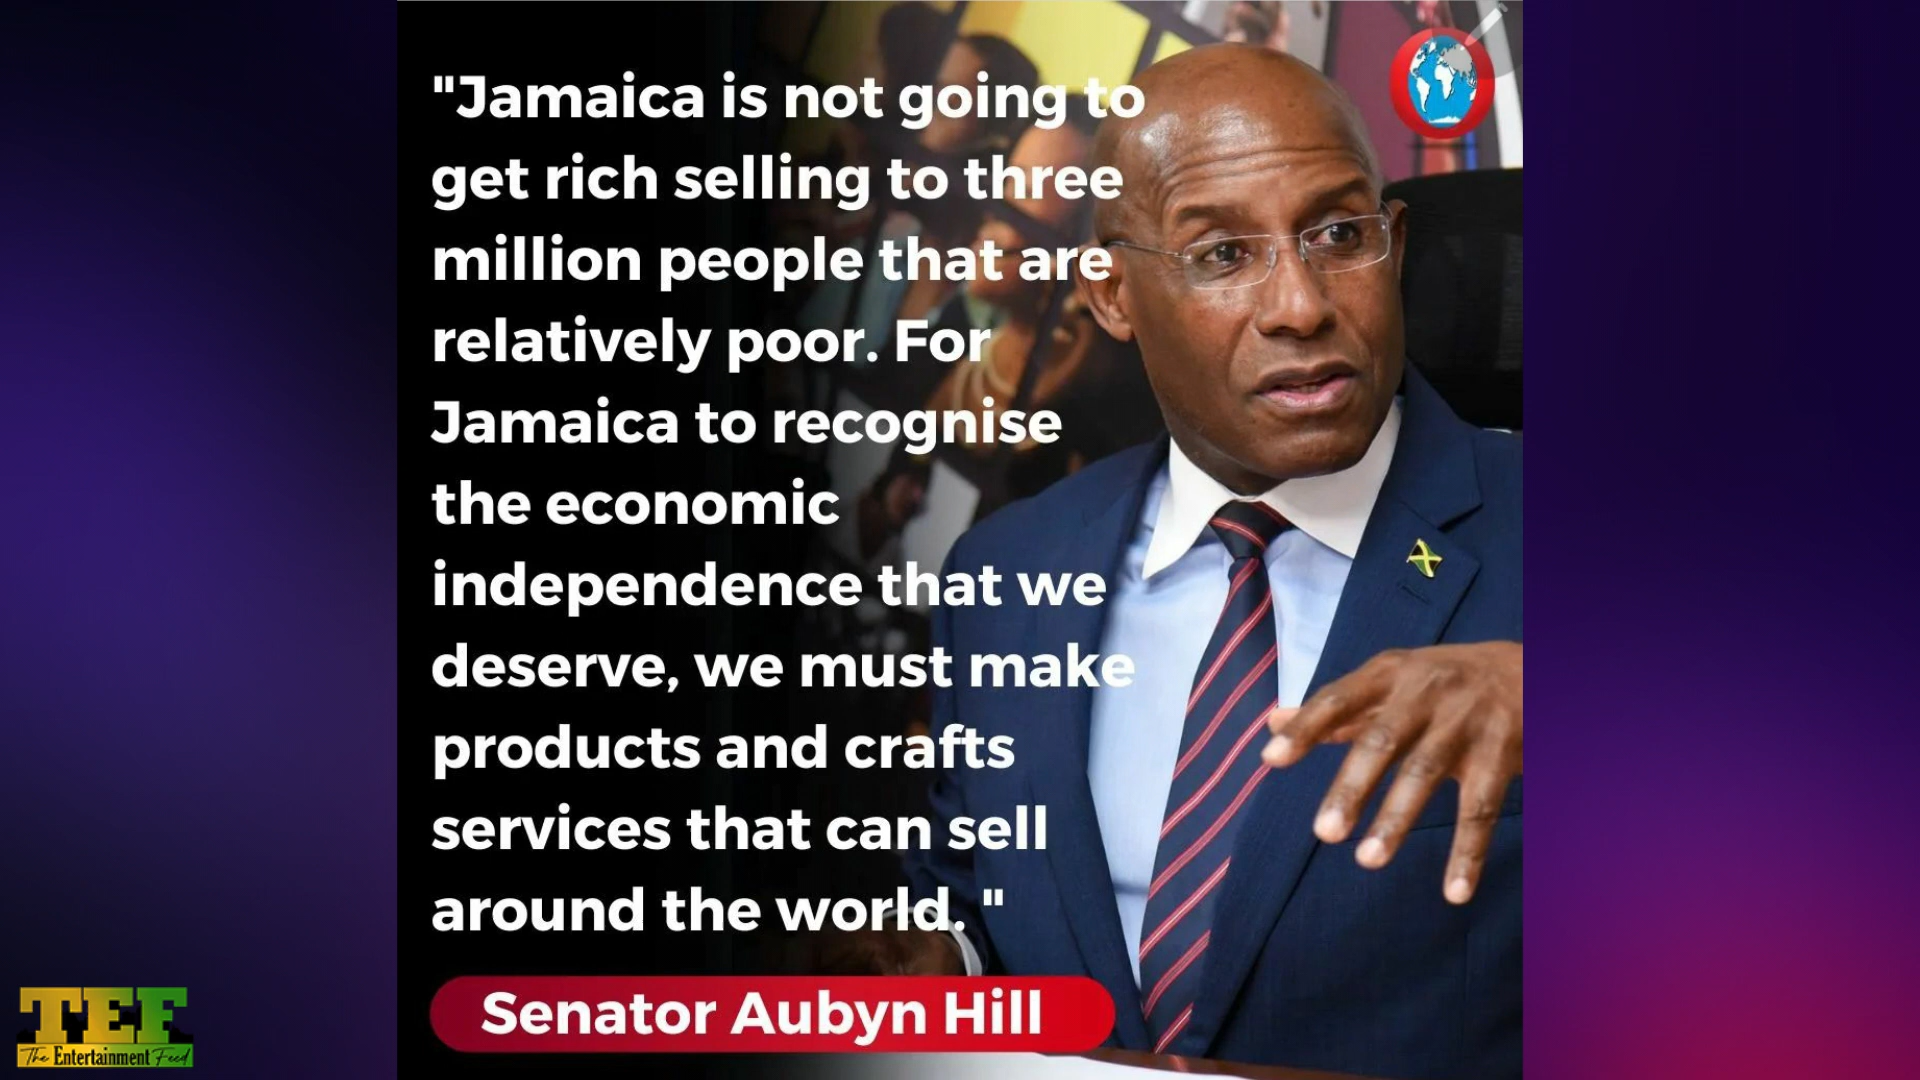 "Jamaica is not going to
get rich selling to three
million people that are
relatively poor. For
Jamaica to recognise
the economic
independence that we
deserve, we must make
products and crafts
services that can sell
around the world. "
Senator Aubyn Hill
TEF
The Entertainment Feed